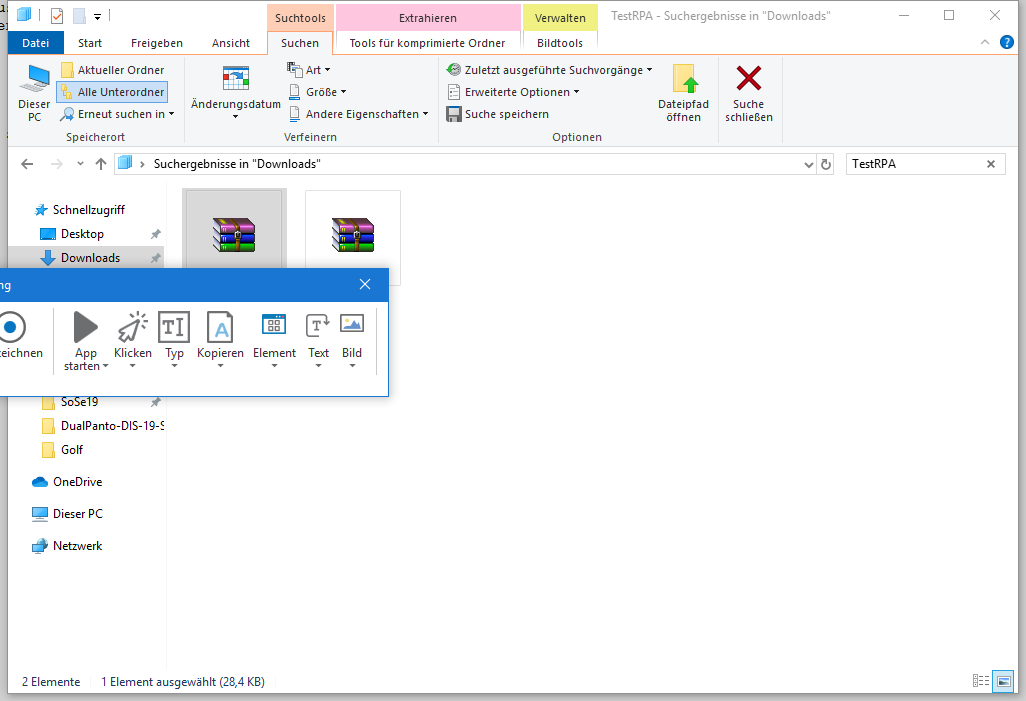 Suchtools Extrahieren Verwalten TestRPA - Suchergebnisse in "Downloads"
Datei Start Freigeben Ansicht Suchen Tools für komprimierte Ordner Bildtools
Dieser PC
Aktueller Ordner
Alle Unterordner
Erneut suchen in
Speicherort
Änderungsdatum
Art
Größe
Andere Eigenschaften
Verfeinern
Zuletzt ausgeführte Suchvorgänge
Erweiterte Optionen
Suche speichern
Optionen
Dateipfad
öffnen
Suche
schließen
Suchergebnisse in "Downloads"
TestRPA
Schnellzugriff
Desktop
Downloads
ng
zeichnen
App
starten
Klicken
Typ
Kopieren
Element
Text
Bild
SoSe19
DualPanto-DIS-19-S
Golf
OneDrive
Dieser PC
Netzwerk
2 Elemente 1 Element ausgewählt (28,4 KB)